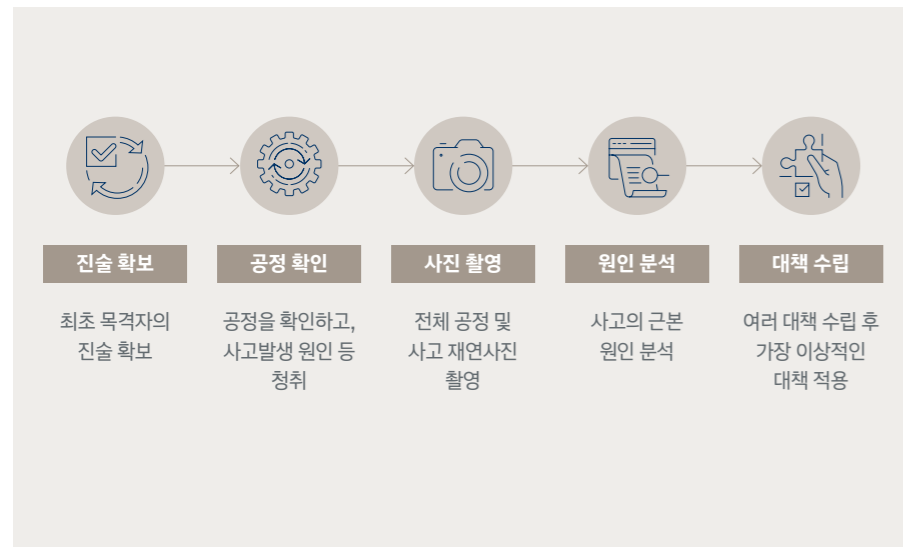 진술 확보
최초 목격자의
진술 확보
공정 확인
공정을 확인하고,
사고발생 원인 등
청취
사진 촬영
전체 공정 및
사고 재연사진
촬영
원인 분석
사고의 근본
원인 분석
대책 수립
여러 대책 수립 후
가장 이상적인
대책 적용